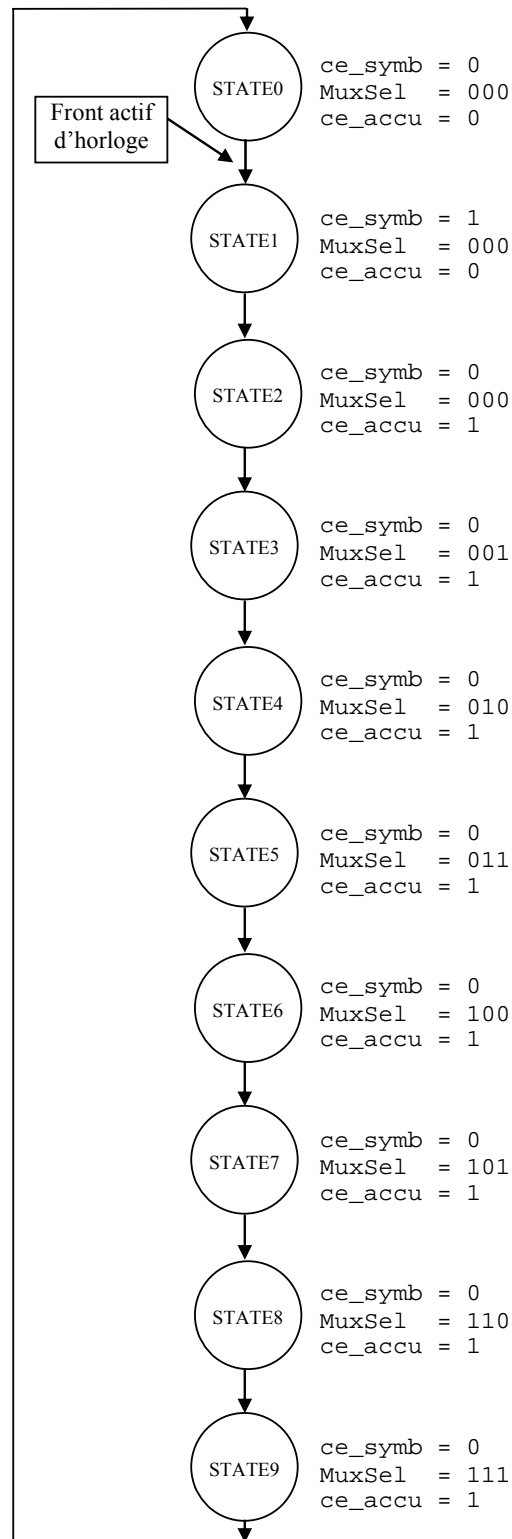 STATE0
ce_symb = 0
MuxSel = 000
ce_accu = 0
Front actif
d'horloge
STATE1
ce_symb = 1
MuxSel = 000
ce_accu = 0
STATE2
ce_symb = 0
MuxSel = 000
ce_accu = 1
STATE3
ce_symb = 0
MuxSel = 001
ce_accu = 1
STATE4
ce_symb = 0
MuxSel = 010
ce_accu = 1
STATE5
ce_symb = 0
MuxSel = 011
ce_accu = 1
STATE6
ce_symb = 0
MuxSel = 100
ce_accu = 1
STATE7
ce_symb = 0
MuxSel = 101
ce_accu = 1
STATE8
ce_symb = 0
MuxSel = 110
ce_accu = 1
STATE9
ce_symb = 0
MuxSel = 111
ce_accu = 1